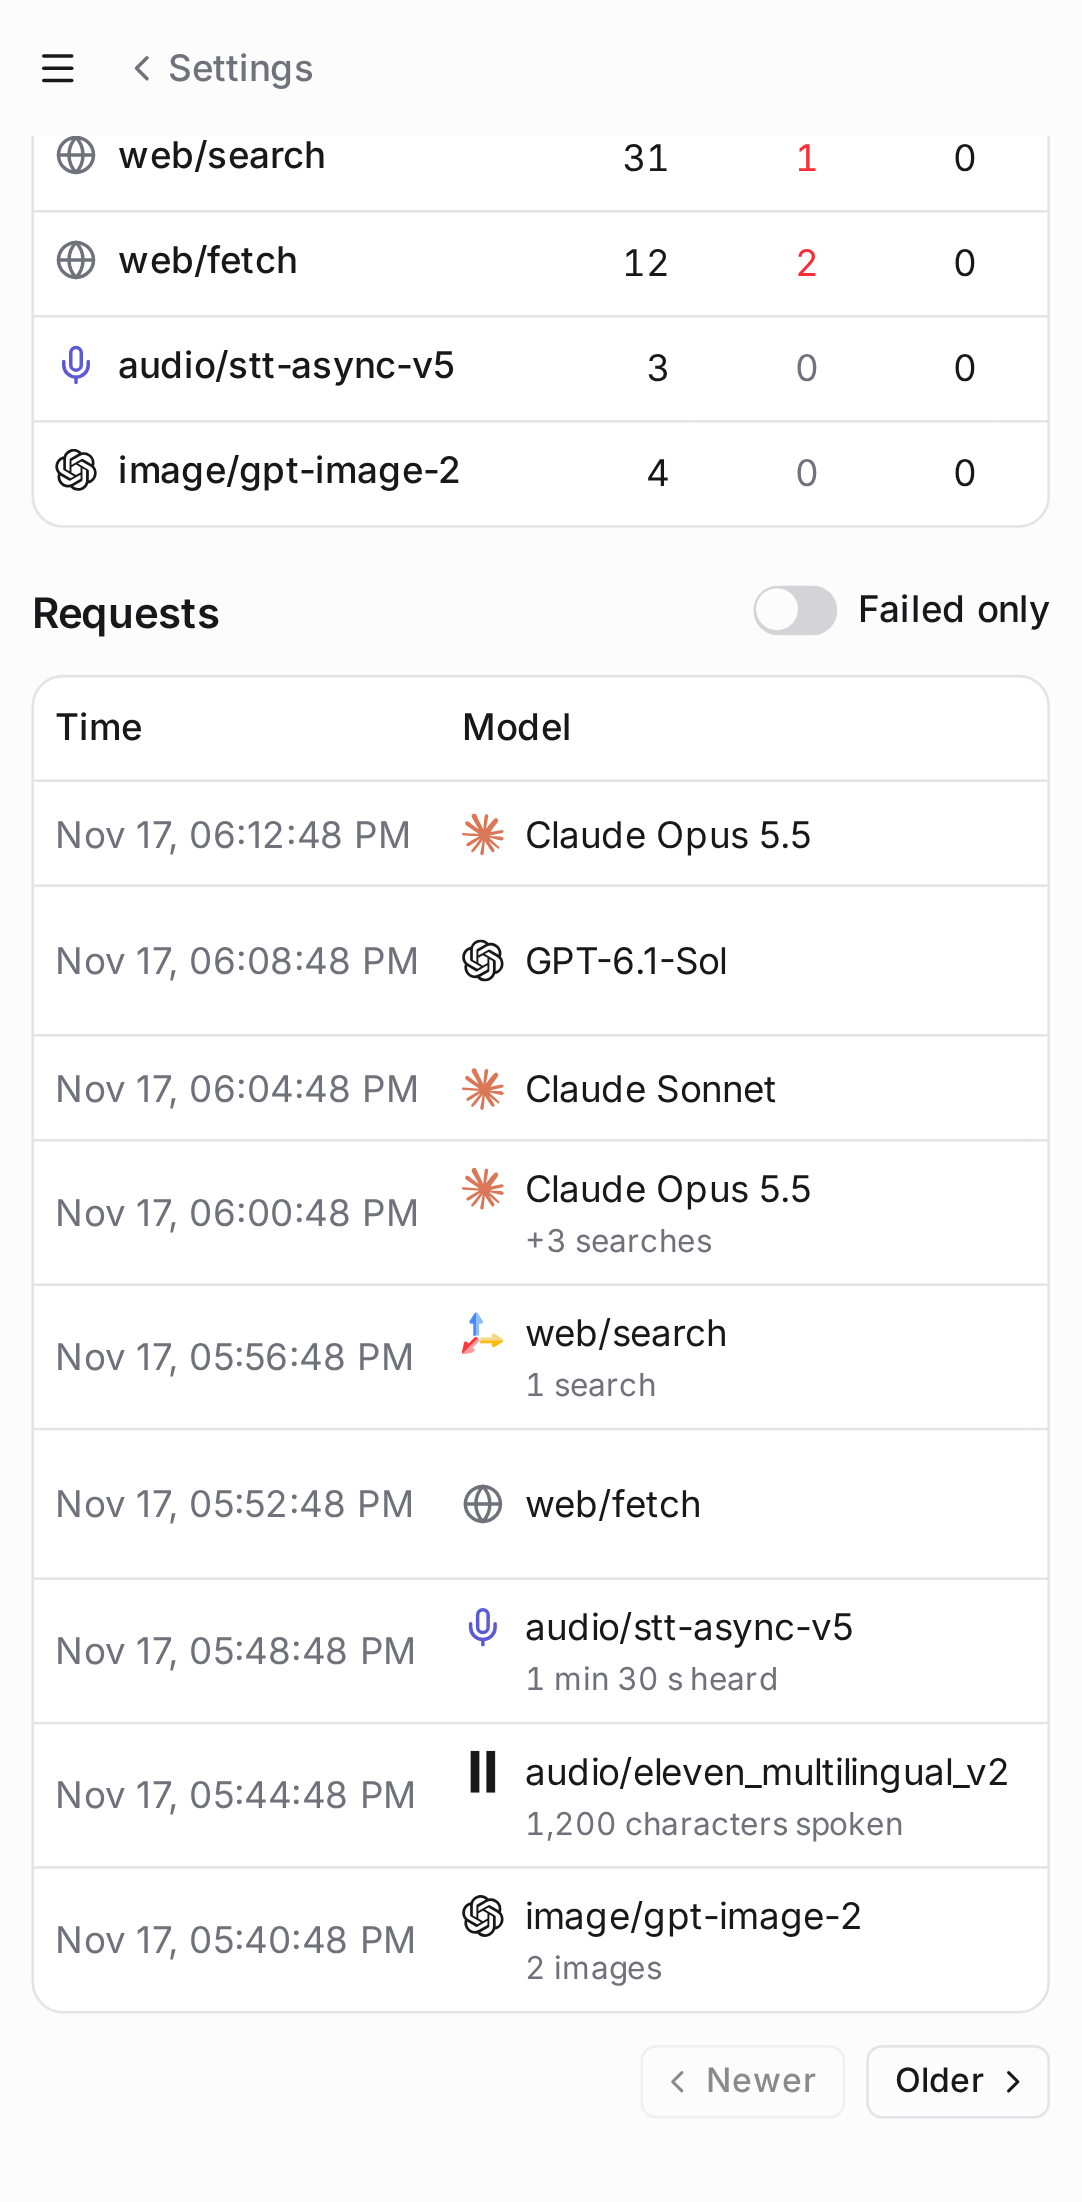 Settings
web/search 31 1 0
web/fetch 12 2 0
audio/stt-async-v5 3 0 0
image/gpt-image-2 4 0 0
Requests Failed only
Time Model
Nov 17, 06:12:48 PM Claude Opus 5.5
Nov 17, 06:08:48 PM GPT-6.1-Sol
Nov 17, 06:04:48 PM Claude Sonnet
Nov 17, 06:00:48 PM Claude Opus 5.5
+3 searches
Nov 17, 05:56:48 PM web/search
1 search
Nov 17, 05:52:48 PM web/fetch
Nov 17, 05:48:48 PM audio/stt-async-v5
1 min 30 s heard
Nov 17, 05:44:48 PM audio/eleven_multilingual_v2
1,200 characters spoken
Nov 17, 05:40:48 PM image/gpt-image-2
2 images
Newer Older